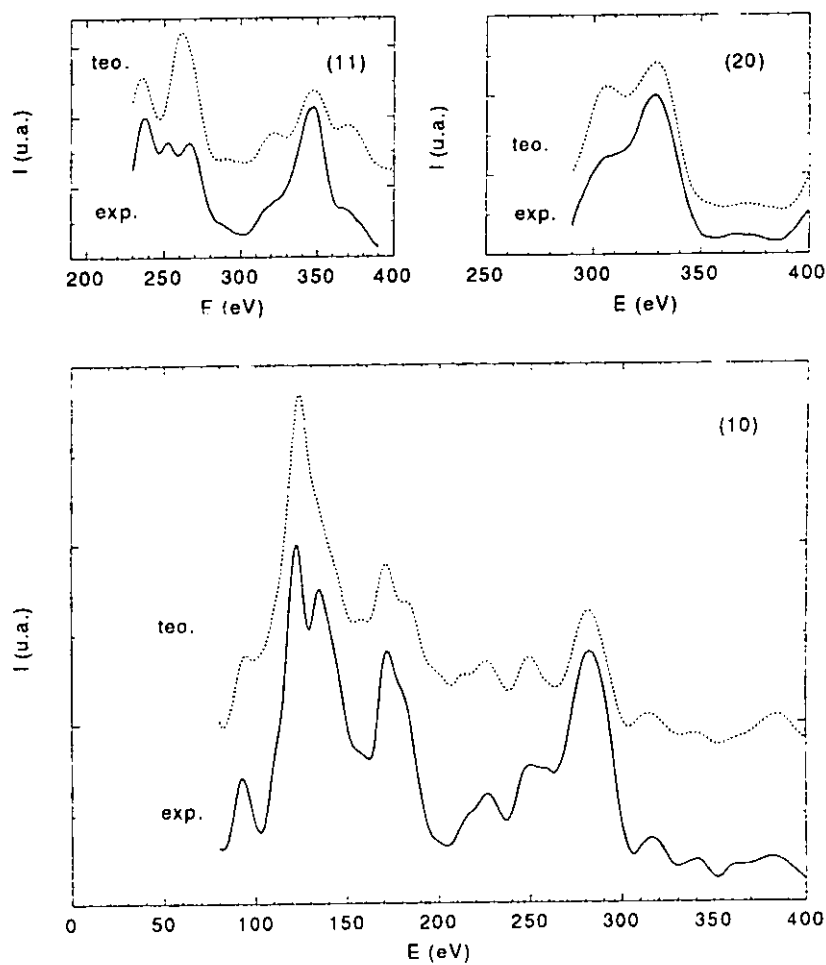 teo.
(11)
exp.
I (u.a.)
200 250 300 350 400
E (eV)
(20)
teo.
exp.
I (u.a.)
250 300 350 400
E (eV)
(10)
teo.
exp.
I (u.a.)
0 50 100 150 200 250 300 350 400
E (eV)